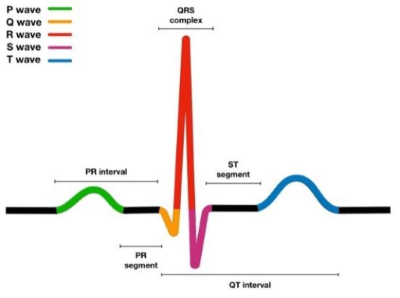 P wave
Q wave
R wave
S wave
T wave
QRS
complex
PR interval
ST
segment
PR
segment
QT interval